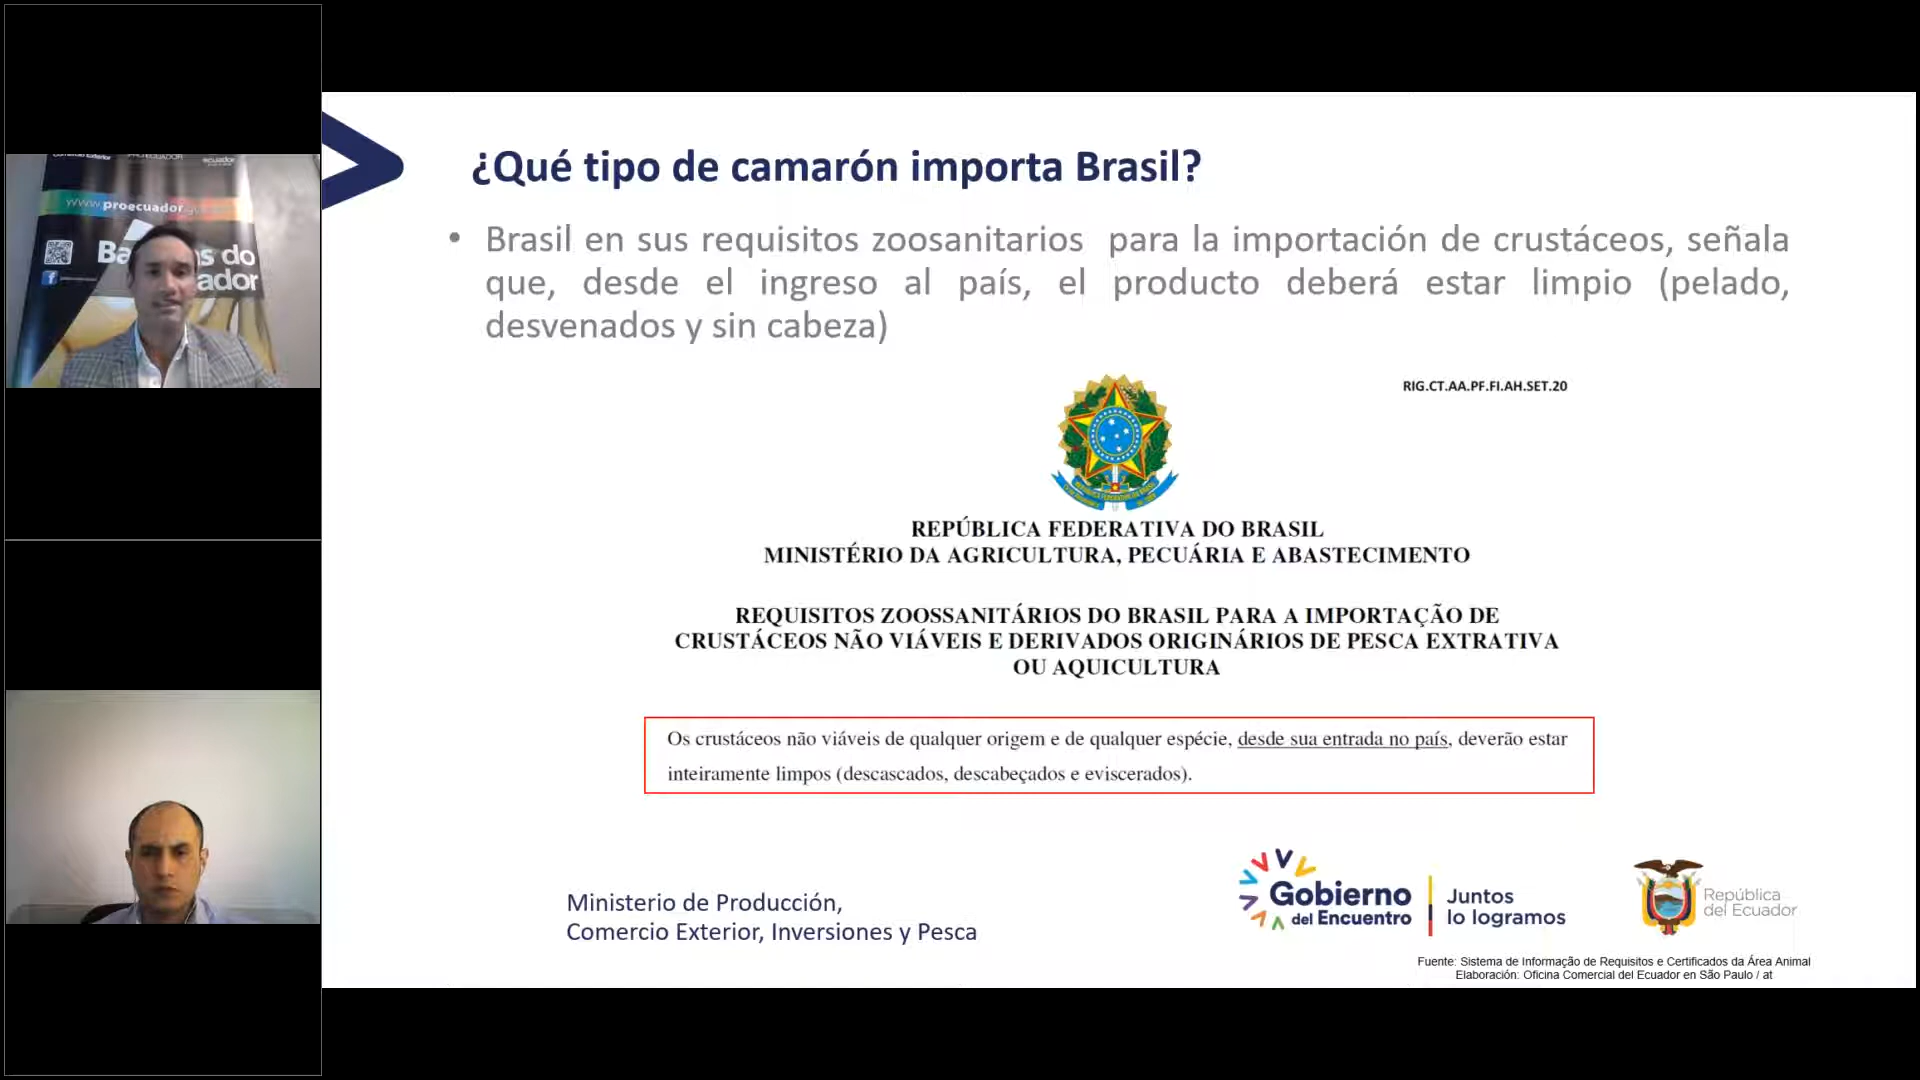 ¿Qué tipo de camarón importa Brasil?
• Brasil en sus requisitos zoosanitarios para la importación de crustáceos, señala
que, desde el ingreso al país, el producto deberá estar limpio (pelado,
desvenados y sin cabeza)
RIG.CT.AA.PF.FI.AH.SET.20
REPÚBLICA FEDERATIVA DO BRASIL
MINISTÉRIO DA AGRICULTURA, PECUÁRIA E ABASTECIMENTO
REQUISITOS ZOOSSANITÁRIOS DO BRASIL PARA A IMPORTAÇÃO DE
CRUSTÁCEOS NÃO VIÁVEIS E DERIVADOS ORIGINÁRIOS DE PESCA EXTRATIVA
OU AQUICULTURA
Os crustáceos não viáveis de qualquer origem e de qualquer espécie, desde sua entrada no país, deverão estar
inteiramente limpos (descascados, descabeçados e eviscerados).
Ministerio de Producción,
Comercio Exterior, Inversiones y Pesca
Gobierno
del Encuentro
Juntos
lo logramos
República
del Ecuador
Fuente: Sistema de Informação de Requisitos e Certificados da Área Animal
Elaboración: Oficina Comercial del Ecuador en São Paulo / at
www.proecuador
do